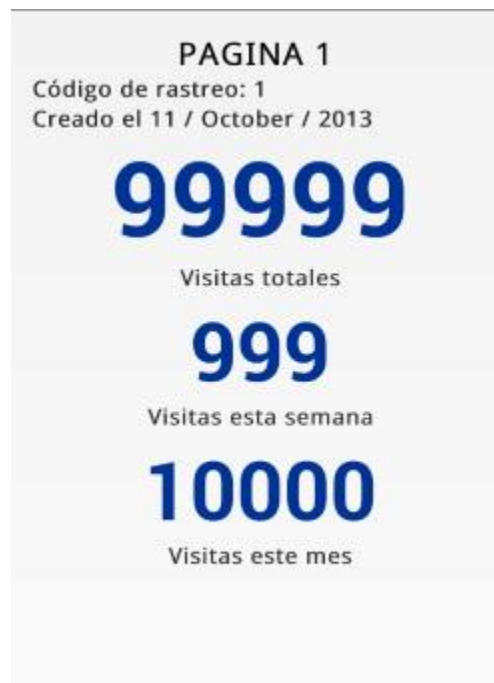 PAGINA 1
Código de rastreo: 1
Creado el 11 / October / 2013
99999
Visitas totales
999
Visitas esta semana
10000
Visitas este mes